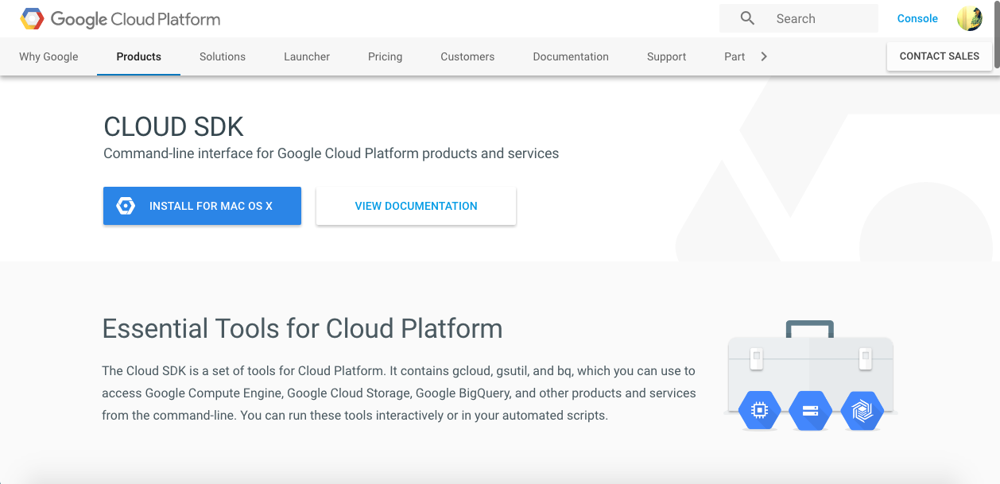 Google Cloud Platform
Search
Console
Why Google
Products
Solutions
Launcher
Pricing
Customers
Documentation
Support
Part
CONTACT SALES
CLOUD SDK
Command-line interface for Google Cloud Platform products and services
INSTALL FOR MAC OS X
VIEW DOCUMENTATION
Essential Tools for Cloud Platform
The Cloud SDK is a set of tools for Cloud Platform. It contains gcloud, gsutil, and bq, which you can use to
access Google Compute Engine, Google Cloud Storage, Google BigQuery, and other products and services
from the command-line. You can run these tools interactively or in your automated scripts.